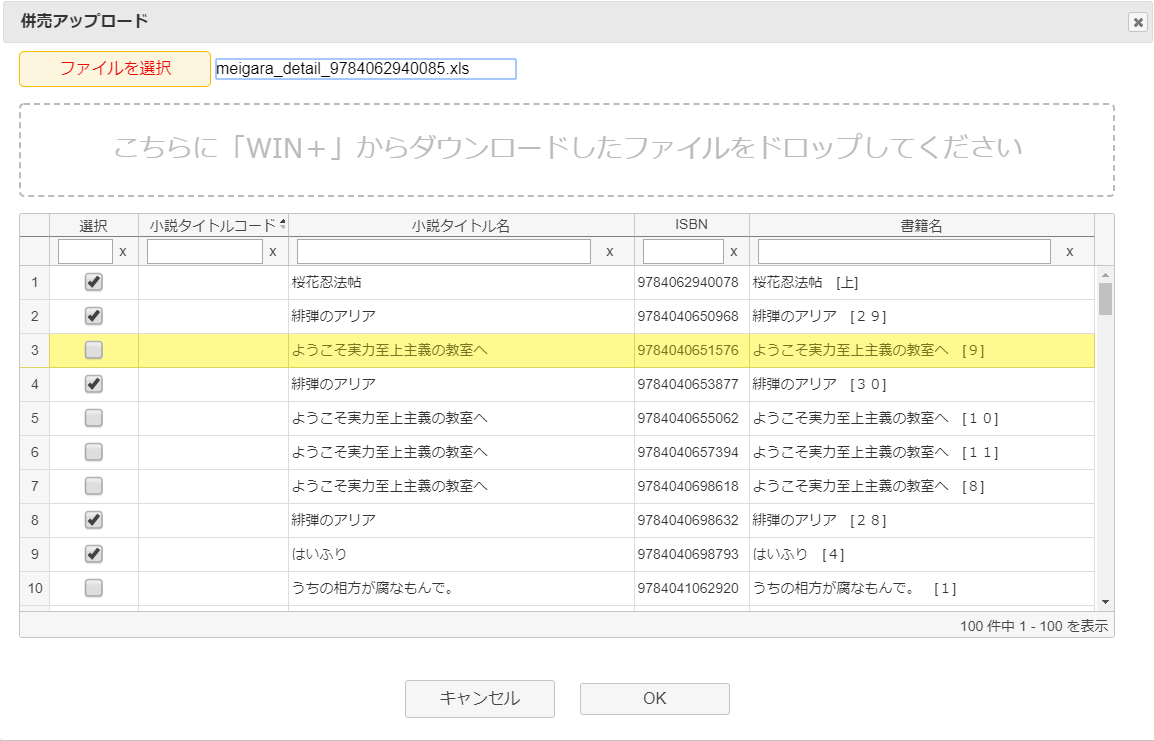 併売アップロード
ファイルを選択 meigara_detail_9784062940085.xls
こちらに「WIN＋」からダウンロードしたファイルをドロップしてください
選択 小説タイトルコード 小説タイトル名 ISBN 書籍名
x x x x x
1 桜花忍法帖 9784062940078 桜花忍法帖　[上]
2 緋弾のアリア 9784040650968 緋弾のアリア　[２９]
3 ようこそ実力至上主義の教室へ 9784040651576 ようこそ実力至上主義の教室へ　[９]
4 緋弾のアリア 9784040653877 緋弾のアリア　[３０]
5 ようこそ実力至上主義の教室へ 9784040655062 ようこそ実力至上主義の教室へ　[１０]
6 ようこそ実力至上主義の教室へ 9784040657394 ようこそ実力至上主義の教室へ　[１１]
7 ようこそ実力至上主義の教室へ 9784040698618 ようこそ実力至上主義の教室へ　[８]
8 緋弾のアリア 9784040698632 緋弾のアリア　[２８]
9 はいふり 9784040698793 はいふり　[４]
10 うちの相方が腐なもんで。 9784041062920 うちの相方が腐なもんで。　[１]
100 件中 1 - 100 を表示
キャンセル OK